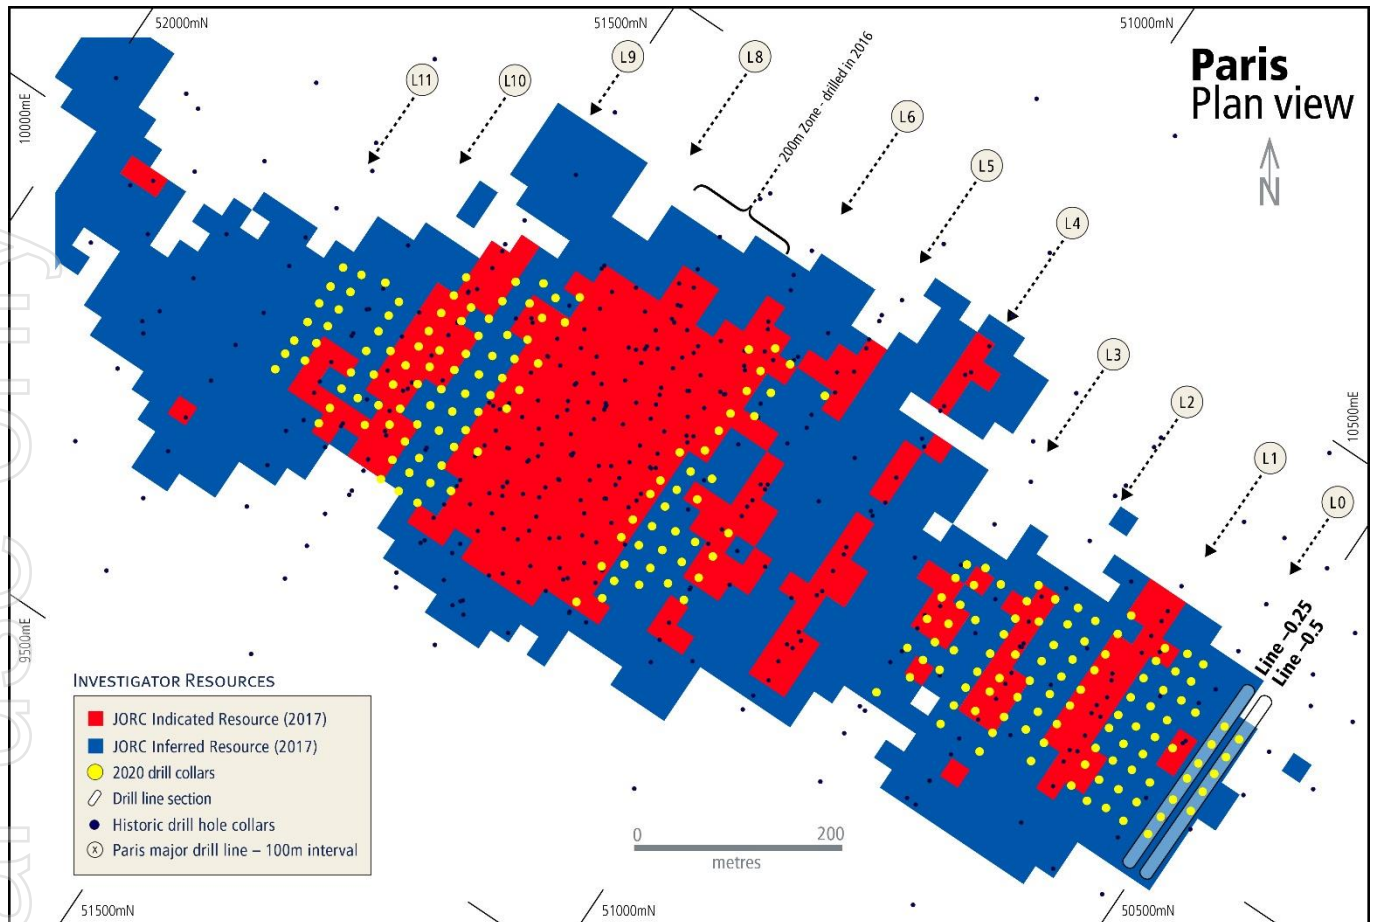 52000mN
51500mN
51000mN
Paris
Plan view
N
10000mE
9500mE
10500mE
L11
L10
L9
L8
200m Zone - drilled in 2016
L6
L5
L4
L3
L2
L1
L0
Line –0.25
Line –0.5
INVESTIGATOR RESOURCES
JORC Indicated Resource (2017)
JORC Inferred Resource (2017)
2020 drill collars
Drill line section
Historic drill hole collars
X Paris major drill line – 100m interval
0 200
metres
51500mN
51000mN
50500mN